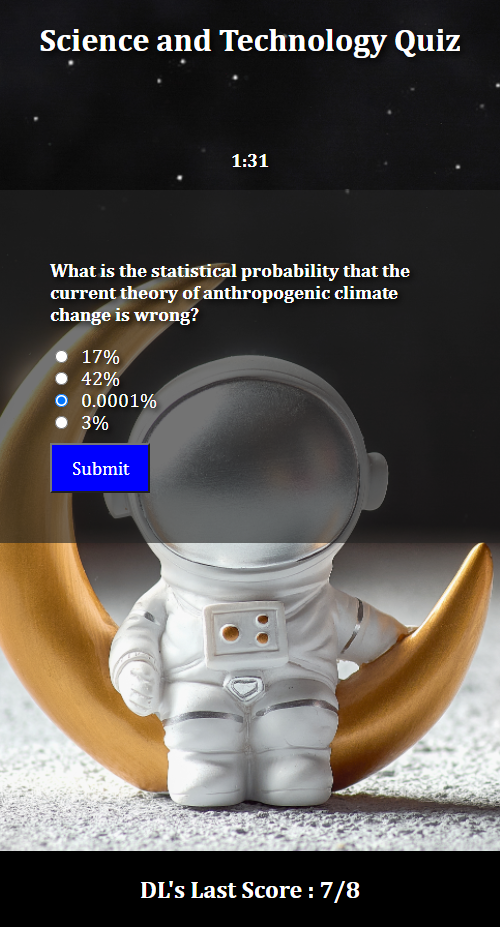 Science and Technology Quiz
1:31
What is the statistical probability that the
current theory of anthropogenic climate
change is wrong?
17%
42%
0.0001%
3%
Submit
DL's Last Score : 7/8